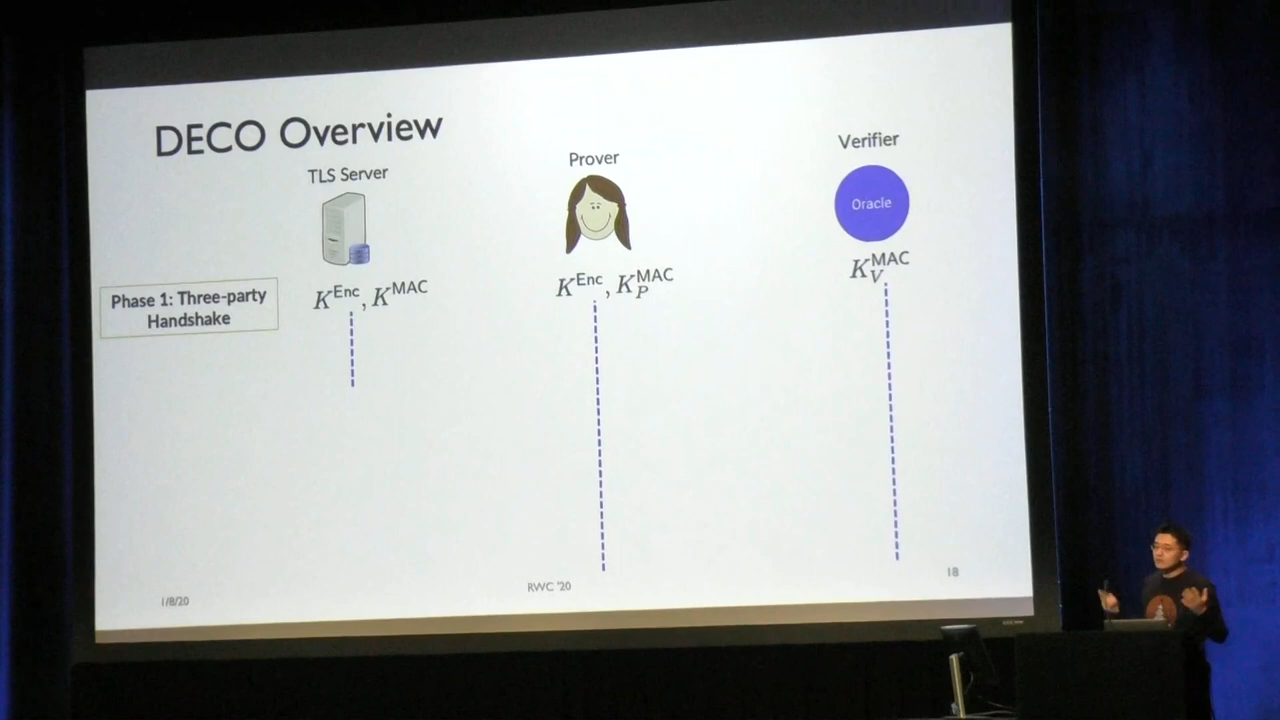 DECO Overview
TLS Server
Prover
Verifier
Oracle
K^Enc, K^MAC
K^Enc, K_P^MAC
K_V^MAC
Phase 1: Three-party
Handshake
1/8/20
RWC '20
18